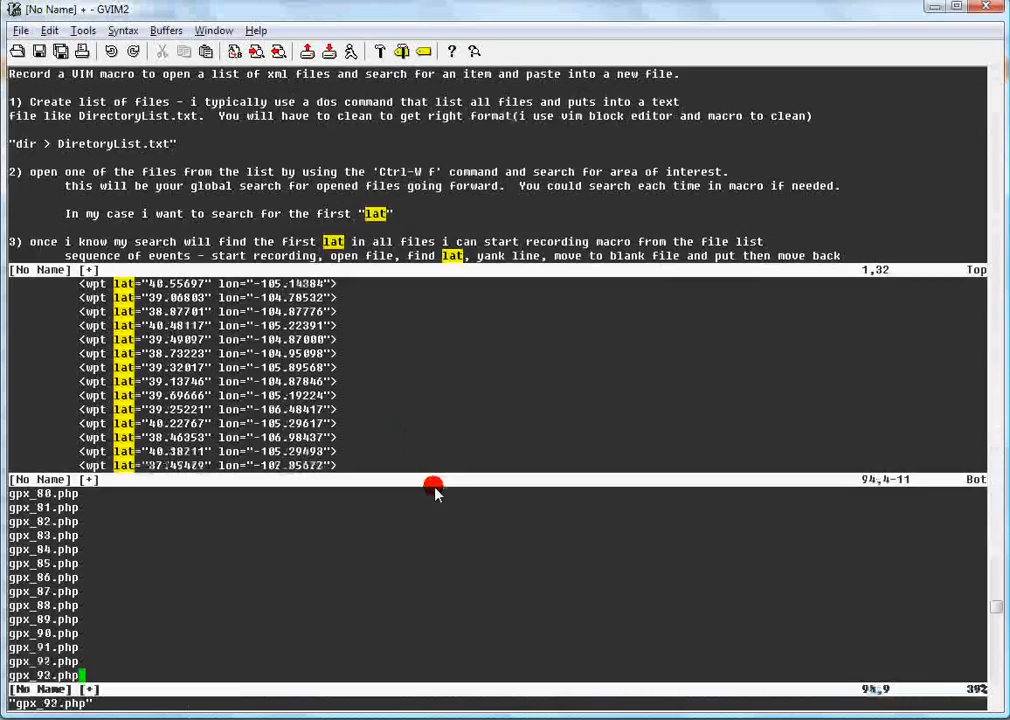 [No Name] + - GVIM2
File Edit Tools Syntax Buffers Window Help
Record a VIM macro to open a list of xml files and search for an item and paste into a new file.
1) Create list of files - i typically use a dos command that list all files and puts into a text
file like DirectoryList.txt. You will have to clean to get right format(i use vim block editor and macro to clean)
"dir > DiretoryList.txt"
2) open one of the files from the list by using the 'Ctrl-W f' command and search for area of interest.
this will be your global search for opened files going forward. You could search each time in macro if needed.
In my case i want to search for the first "lat"
3) once i know my search will find the first lat in all files i can start recording macro from the file list
sequence of events - start recording, open file, find lat, yank line, move to blank file and put then move back
[No Name] [+] 1,32 Top
<wpt lat="40.55697" lon="-105.14384">
<wpt lat="39.06803" lon="-104.78532">
<wpt lat="38.87701" lon="-104.87776">
<wpt lat="40.48117" lon="-105.22391">
<wpt lat="39.49097" lon="-104.87000">
<wpt lat="38.73223" lon="-104.95098">
<wpt lat="39.32017" lon="-105.89568">
<wpt lat="39.13746" lon="-104.87846">
<wpt lat="39.69666" lon="-105.19224">
<wpt lat="39.25221" lon="-106.48417">
<wpt lat="40.22767" lon="-105.29617">
<wpt lat="38.46353" lon="-106.98437">
<wpt lat="40.38211" lon="-105.29493">
<wpt
[No Name] [+] 94,4-11 Bot
gpx_80.php
gpx_81.php
gpx_82.php
gpx_83.php
gpx_84.php
gpx_85.php
gpx_86.php
gpx_87.php
gpx_88.php
gpx_89.php
gpx_90.php
gpx_91.php
gpx_92.php
gpx_93.php
[No Name] [+] 39%
"gpx_92.php"